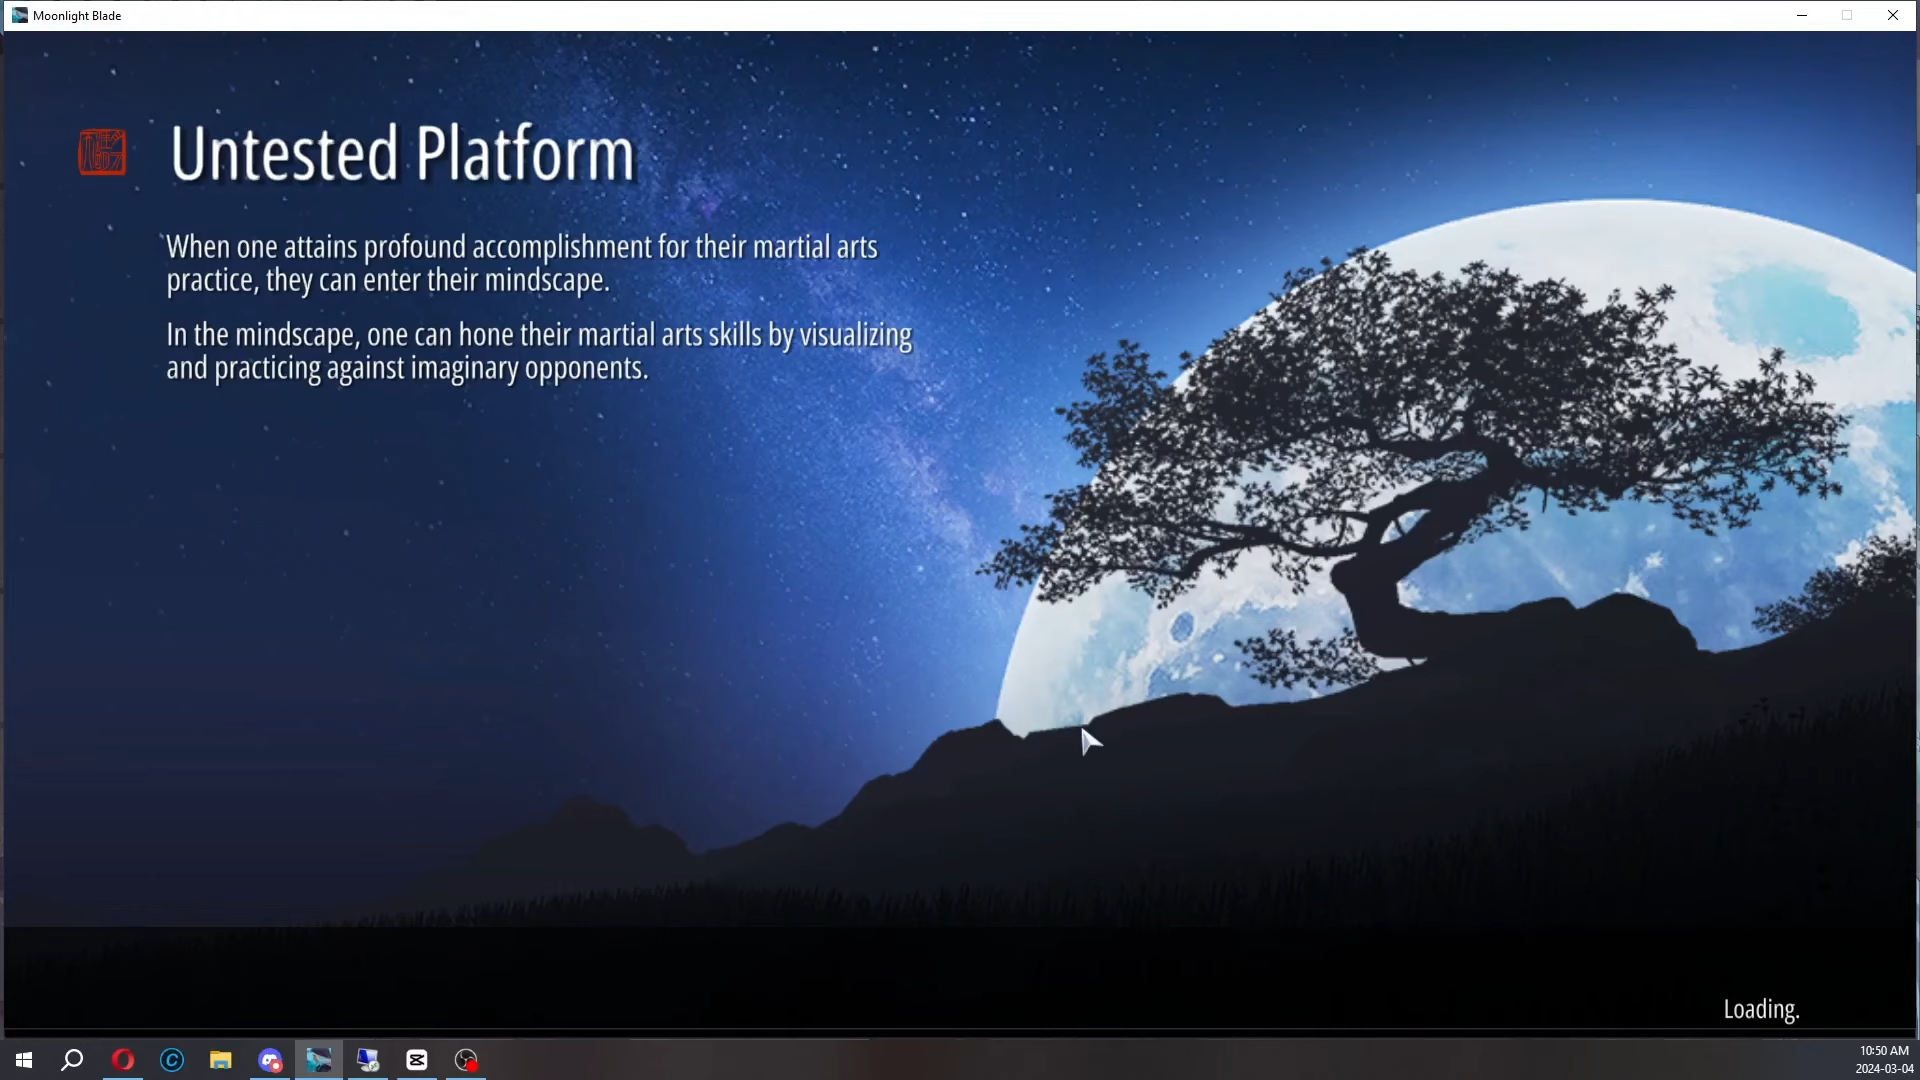 Moonlight Blade
Untested Platform
When one attains profound accomplishment for their martial arts
practice, they can enter their mindscape.
In the mindscape, one can hone their martial arts skills by visualizing
and practicing against imaginary opponents.
Loading.
10:50 AM
2024-03-04